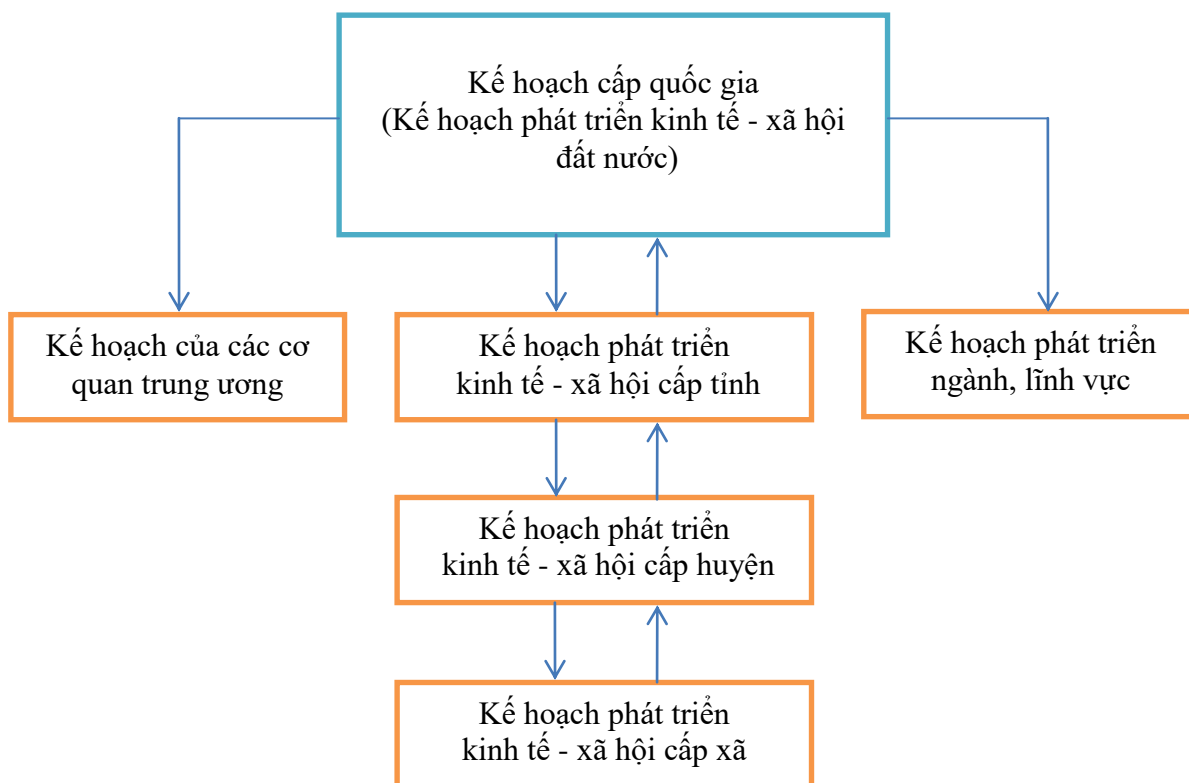 Kế hoạch cấp quốc gia
(Kế hoạch phát triển kinh tế - xã hội
đất nước)
Kế hoạch của các cơ
quan trung ương
Kế hoạch phát triển
kinh tế - xã hội cấp tỉnh
Kế hoạch phát triển
ngành, lĩnh vực
Kế hoạch phát triển
kinh tế - xã hội cấp huyện
Kế hoạch phát triển
kinh tế - xã hội cấp xã